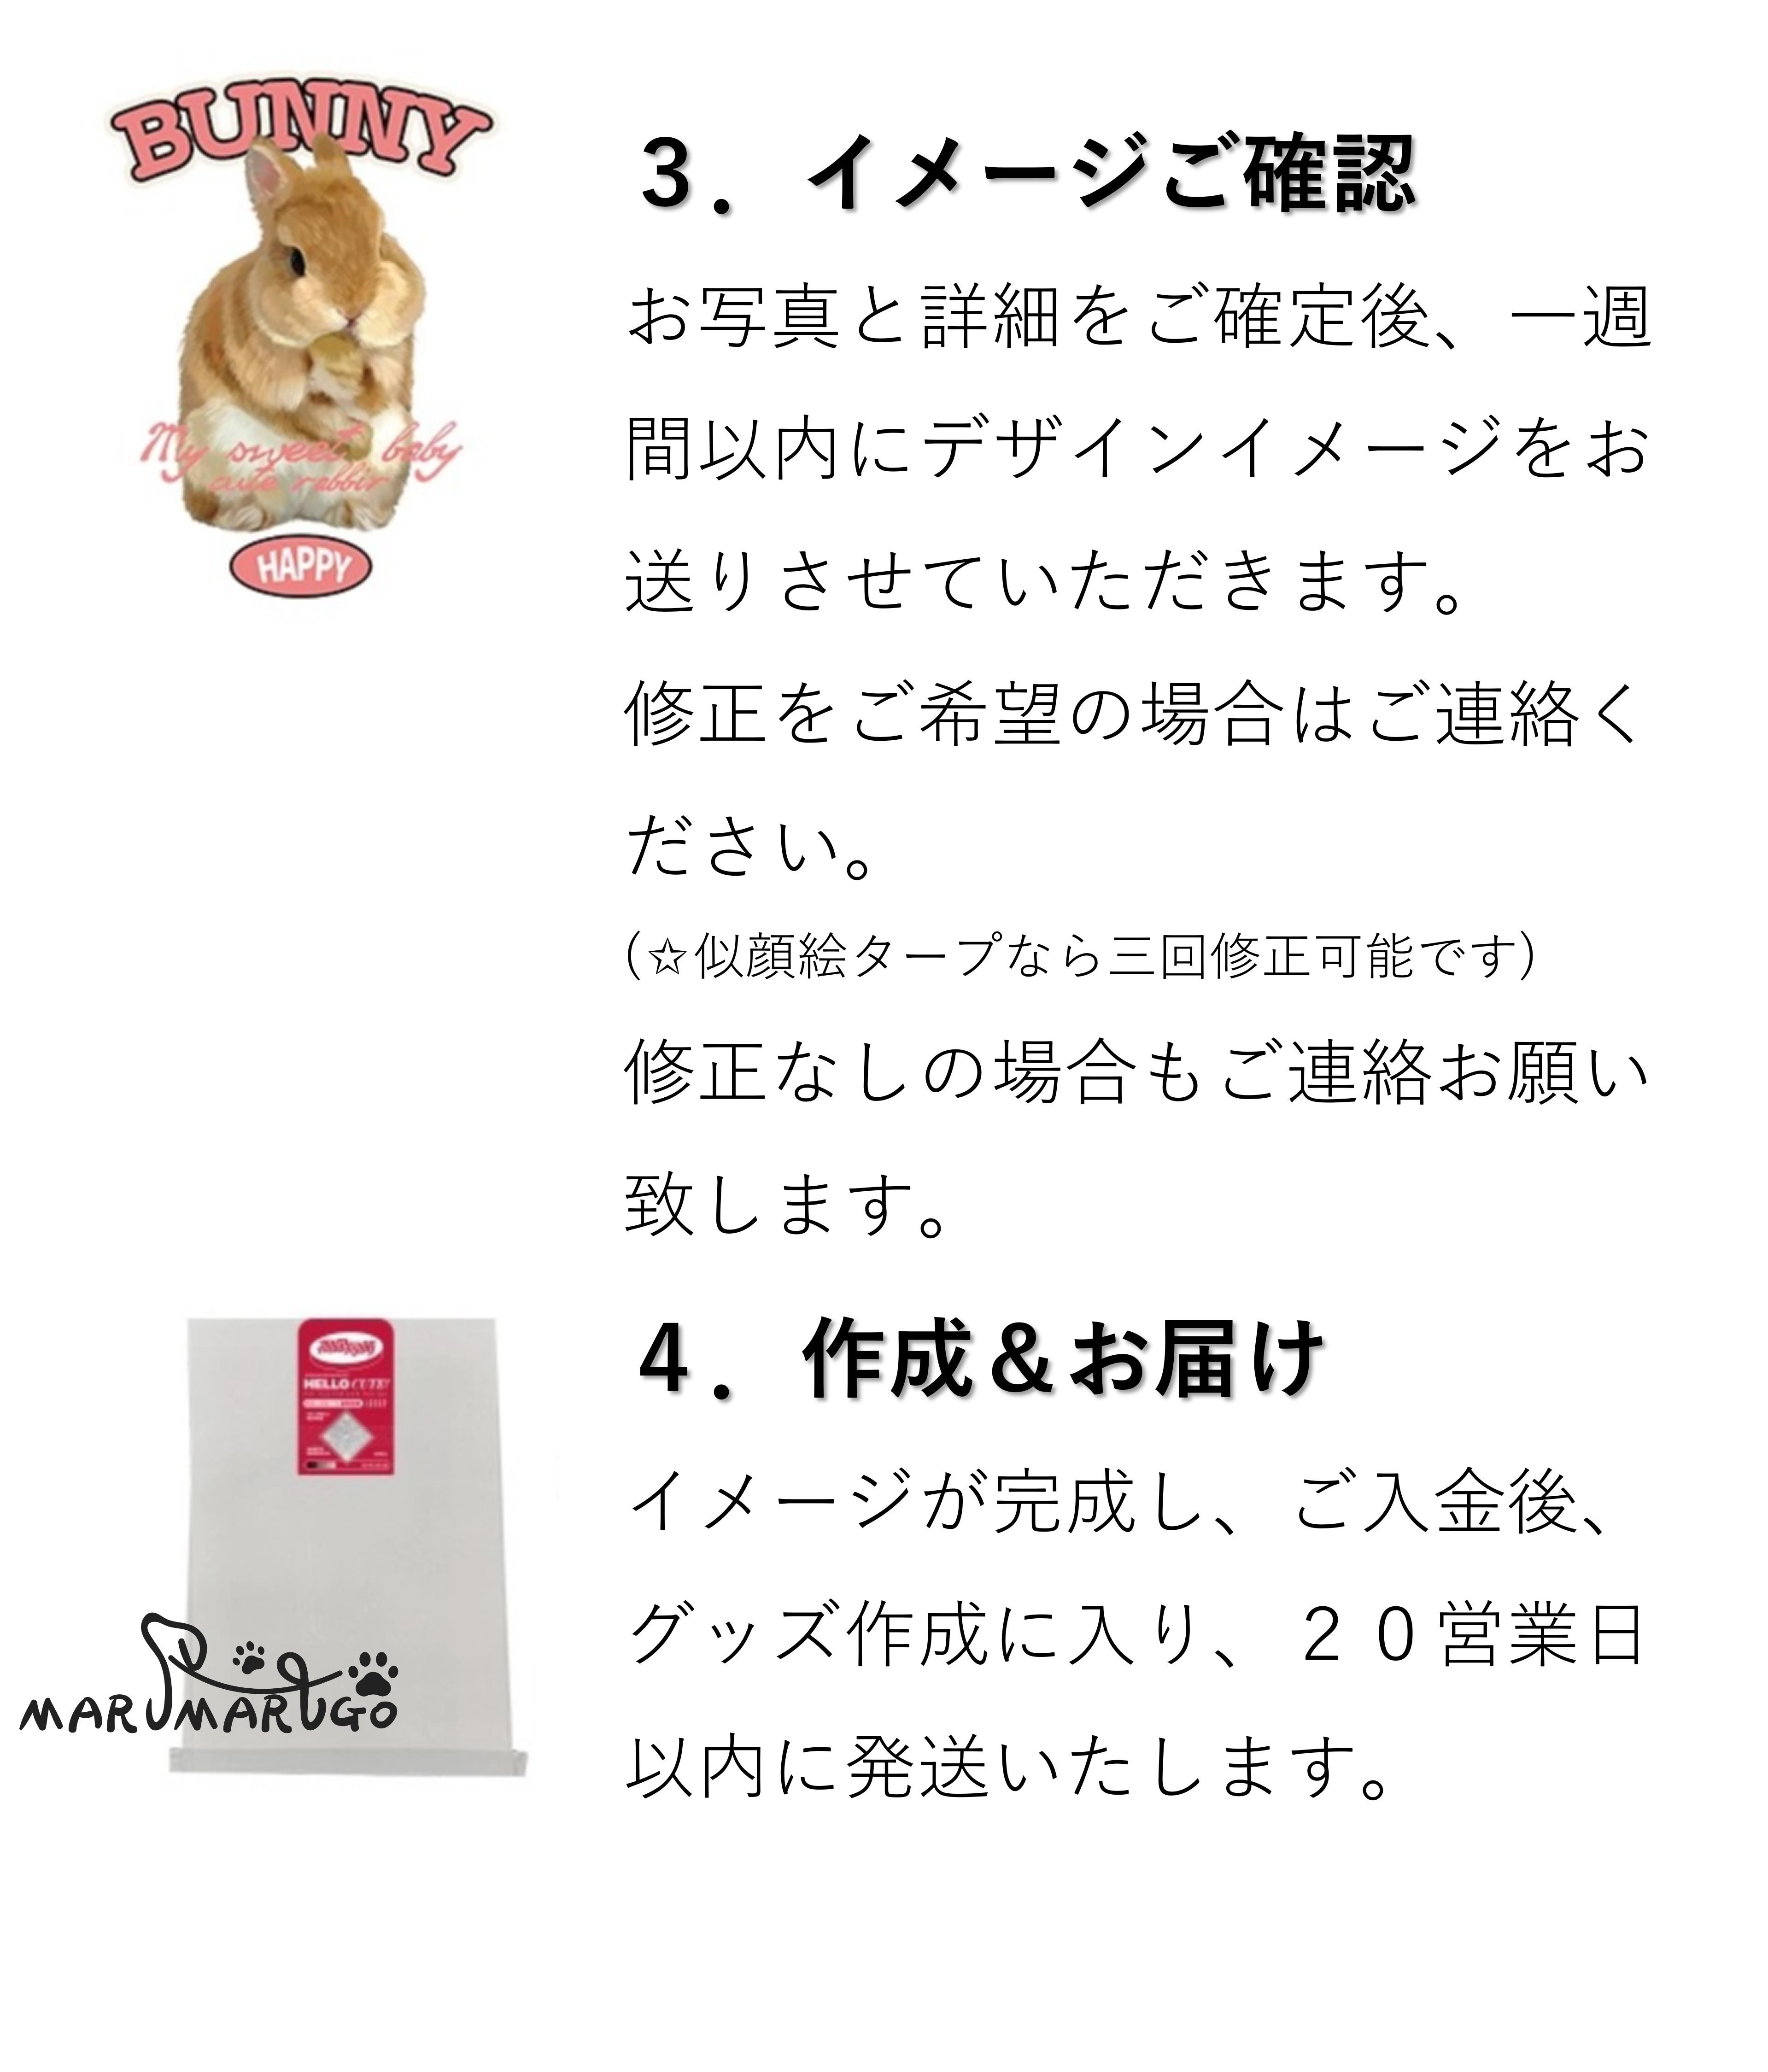 BUNNY
My sweet baby
cute rabbir
HAPPY
３．イメージご確認
お写真と詳細をご確定後、一週
間以内にデザインイメージをお
送りさせていただきます。
修正をご希望の場合はご連絡く
ださい。
(☆似顔絵タープなら三回修正可能です)
修正なしの場合もご連絡お願い
致します。
HELLO CUTE!
MARUMARUGO
４．作成＆お届け
イメージが完成し、ご入金後、
グッズ作成に入り、２０営業日
以内に発送いたします。